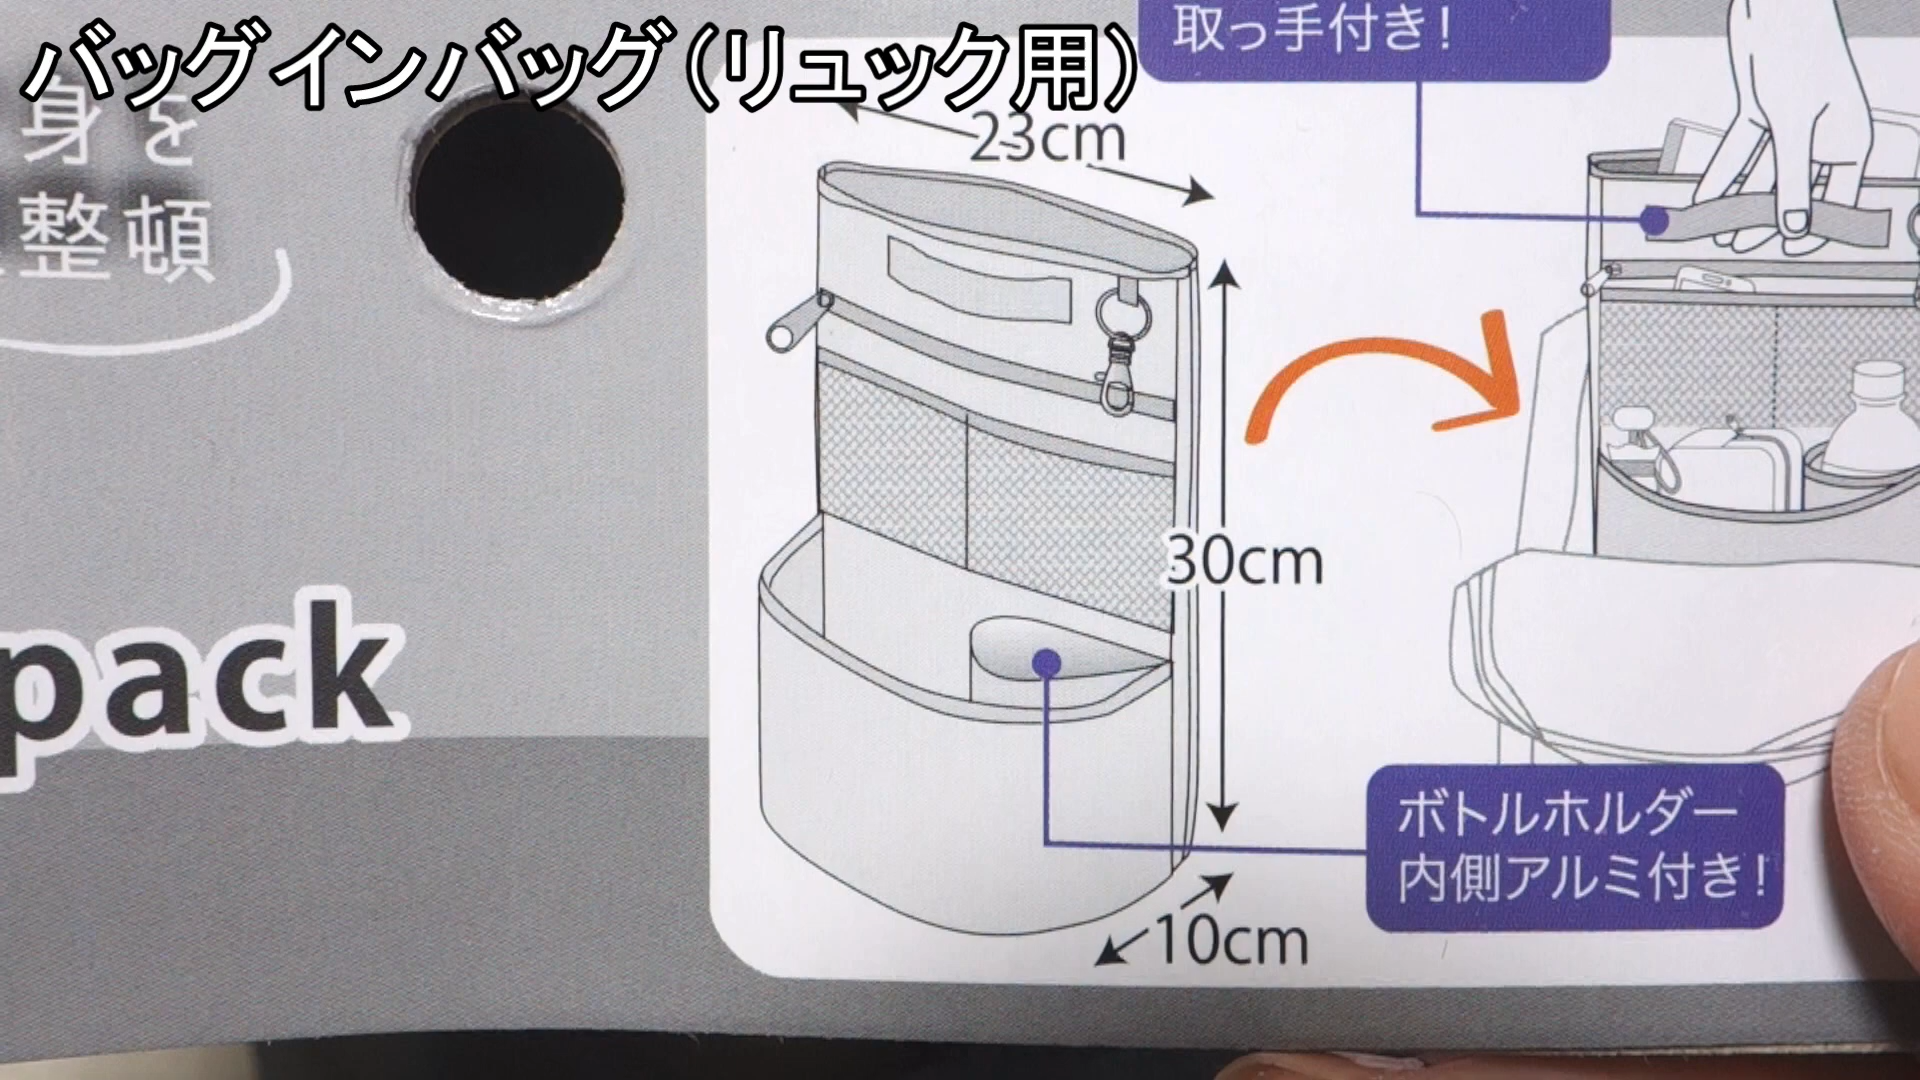 バッグインバッグ（リュック用）
取っ手付き！
身を
整頓
23cm
30cm
pack
ボトルホルダー
内側アルミ付き！
10cm